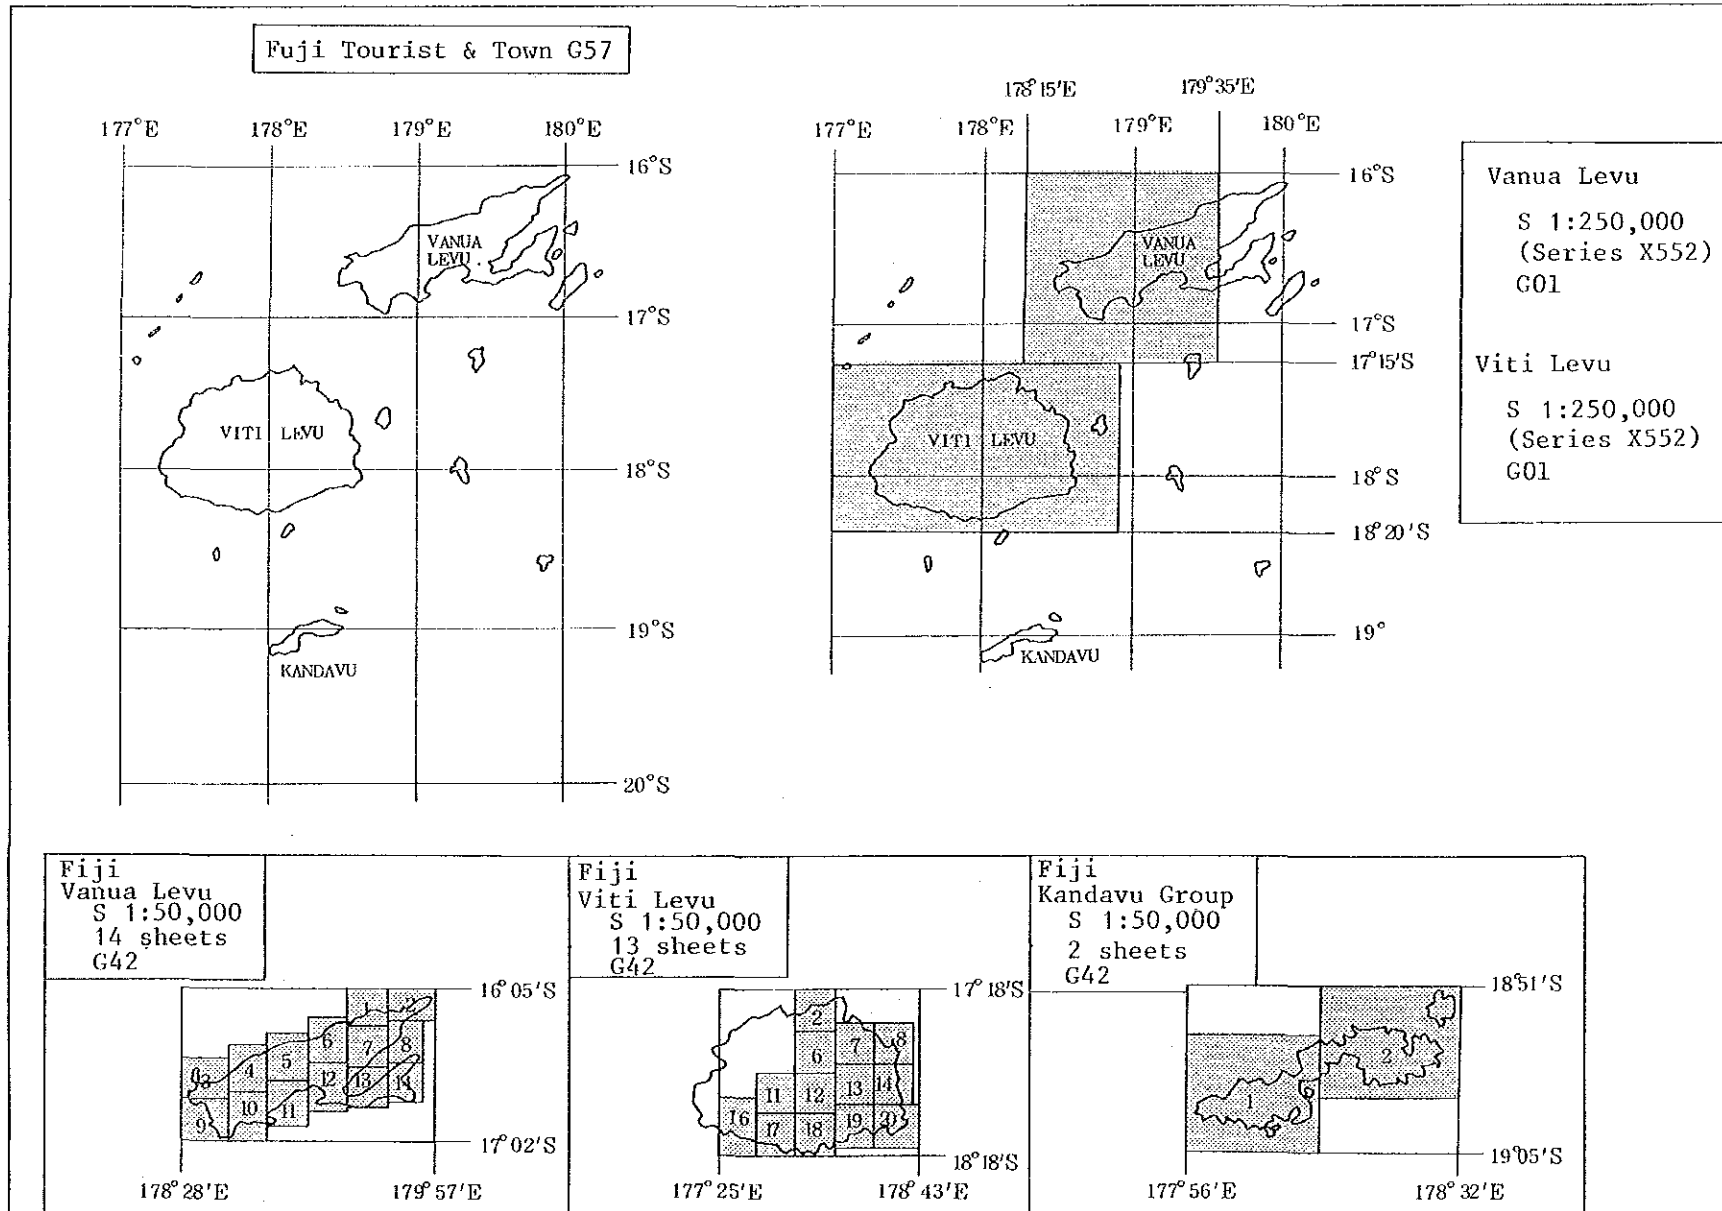 Fuji Tourist & Town G57
177°E 178°E 179°E 180°E
16°S
VANUA
LEVU
17°S
VITI LEVU
18°S
19°S
KANDAVU
20°S
178°15'E 179°35'E
177°E 178°E 179°E 180°E
16°S
VANUA
LEVU
17°S
17°15'S
VITI LEVU
18°S
18°20'S
19°
KANDAVU
Vanua Levu
S 1:250,000
(Series X552)
G01
Viti Levu
S 1:250,000
(Series X552)
G01
Fiji
Vanua Levu
S 1:50,000
14 sheets
G42
16°05'S
1 2
6 7 8
4 5
3 12 13 14
10 11
9
17°02'S
178°28'E 179°57'E
Fiji
Viti Levu
S 1:50,000
13 sheets
G42
17°18'S
2
6 7 8
11 12 13 14
16 17 18 19 20
18°18'S
177°25'E 178°43'E
Fiji
Kandavu Group
S 1:50,000
2 sheets
G42
18°51'S
2
1
19°05'S
177°56'E 178°32'E